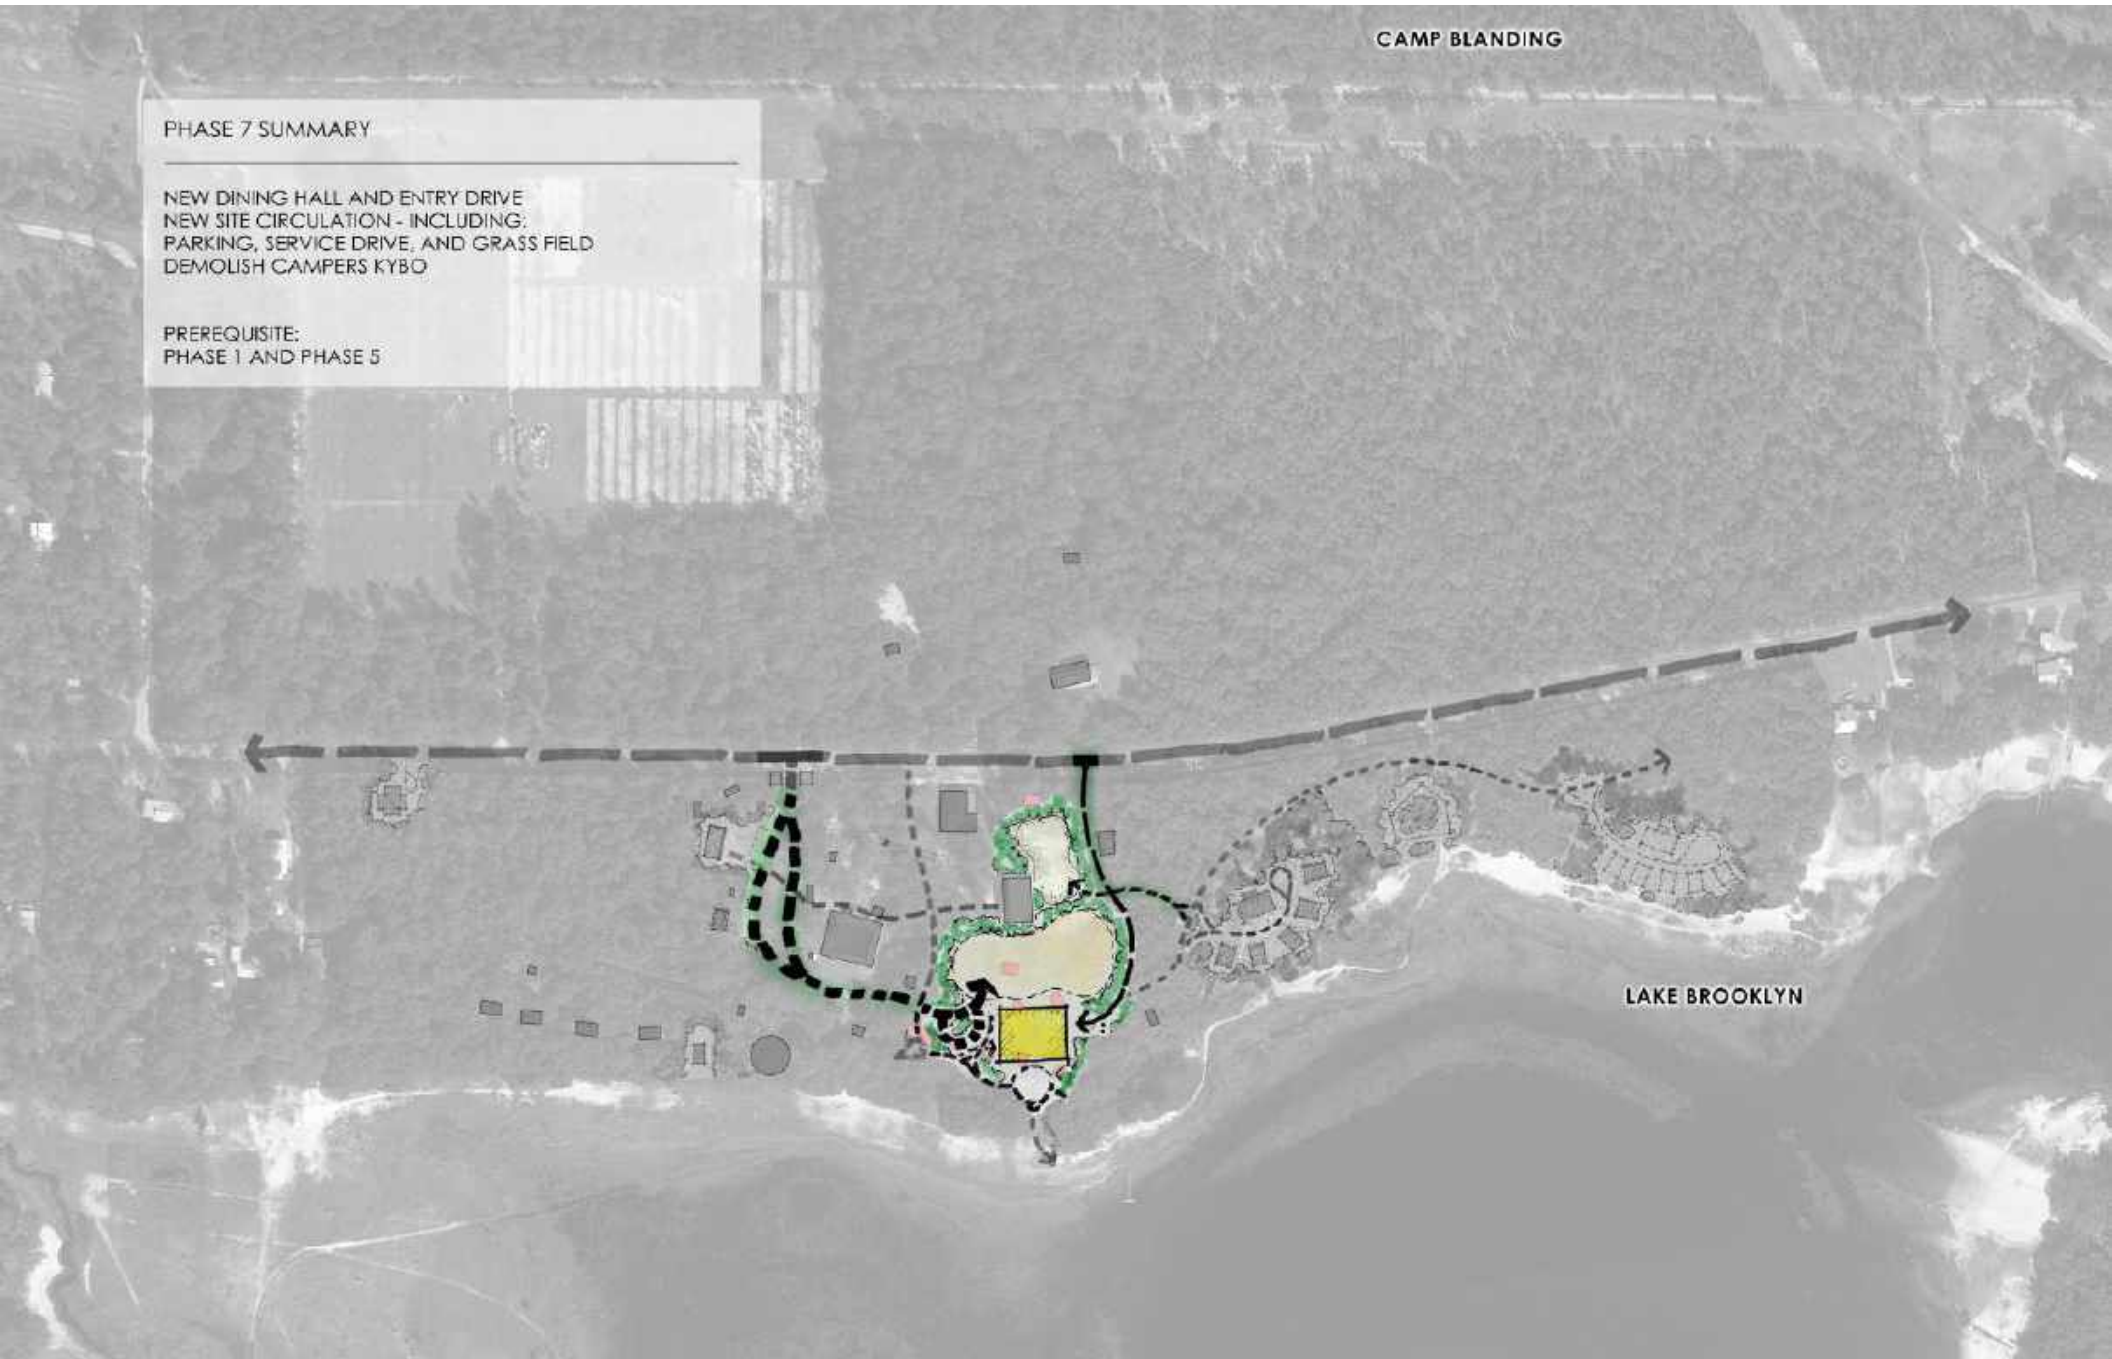 CAMP BLANDING
PHASE 7 SUMMARY
NEW DINING HALL AND ENTRY DRIVE
NEW SITE CIRCULATION - INCLUDING:
PARKING, SERVICE DRIVE, AND GRASS FIELD
DEMOLISH CAMPERS KYBO
PREREQUISITE:
PHASE 1 AND PHASE 5
LAKE BROOKLYN